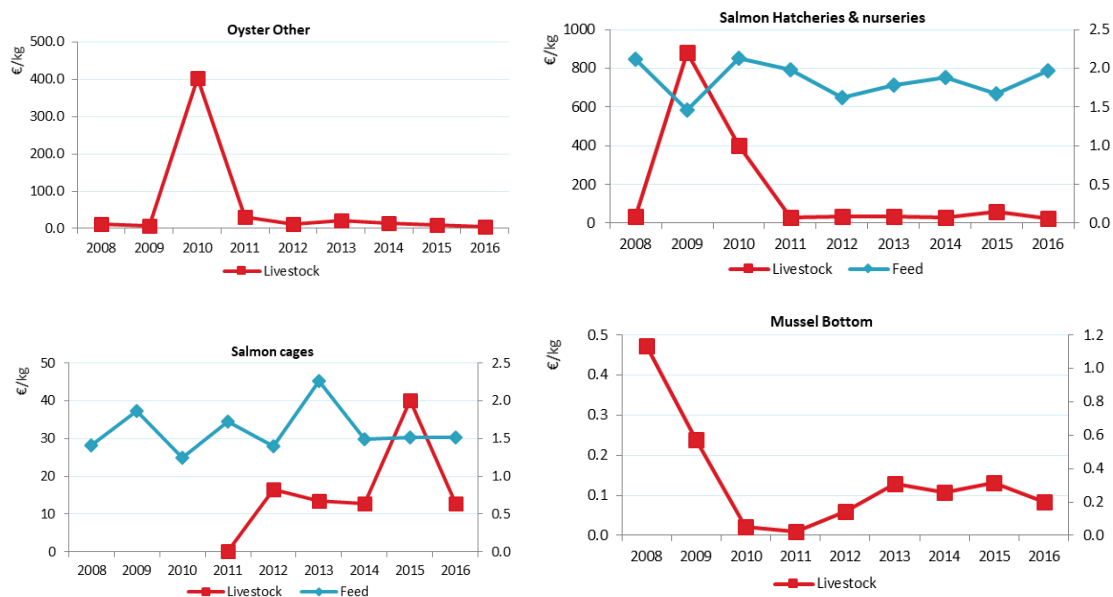 Oyster Other
€/kg
500.0
400.0
300.0
200.0
100.0
0.0
2008 2009 2010 2011 2012 2013 2014 2015 2016
Livestock
Salmon Hatcheries & nurseries
€/kg
1000 2.5
800 2.0
600 1.5
400 1.0
200 0.5
0 0.0
2008 2009 2010 2011 2012 2013 2014 2015 2016
Livestock Feed
Salmon cages
€/kg
50 2.5
40 2.0
30 1.5
20 1.0
10 0.5
0 0.0
2008 2009 2010 2011 2012 2013 2014 2015 2016
Livestock Feed
Mussel Bottom
€/kg
0.5 1.2
1.0
0.4
0.8
0.3
0.6
0.2
0.4
0.1
0.2
0.0 0.0
2008 2009 2010 2011 2012 2013 2014 2015 2016
Livestock